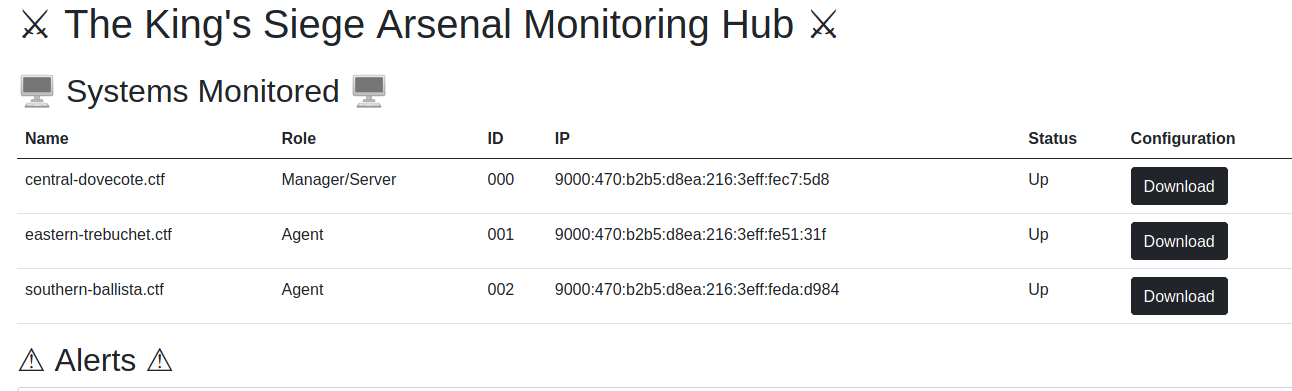 ⚔ The King's Siege Arsenal Monitoring Hub ⚔
🖥️ Systems Monitored 🖥️
Name Role ID IP Status Configuration
central-dovecote.ctf Manager/Server 000 9000:470:b2b5:d8ea:216:3eff:fec7:5d8 Up Download
eastern-trebuchet.ctf Agent 001 9000:470:b2b5:d8ea:216:3eff:fe51:31f Up Download
southern-ballista.ctf Agent 002 9000:470:b2b5:d8ea:216:3eff:feda:d984 Up Download
⚠ Alerts ⚠